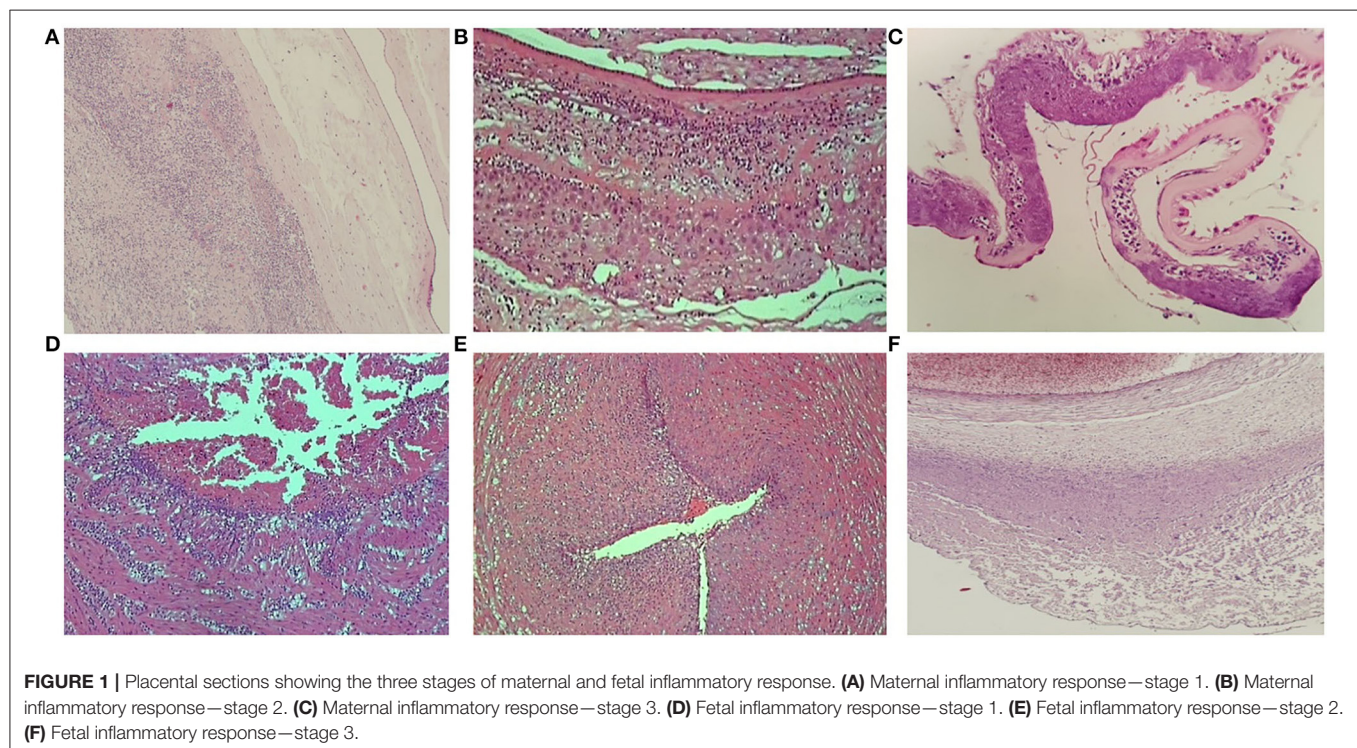 A
B
C
D
E
F
FIGURE 1 | Placental sections showing the three stages of maternal and fetal inflammatory response. (A) Maternal inflammatory response—stage 1. (B) Maternal
inflammatory response—stage 2. (C) Maternal inflammatory response—stage 3. (D) Fetal inflammatory response—stage 1. (E) Fetal inflammatory response—stage 2.
(F) Fetal inflammatory response—stage 3.